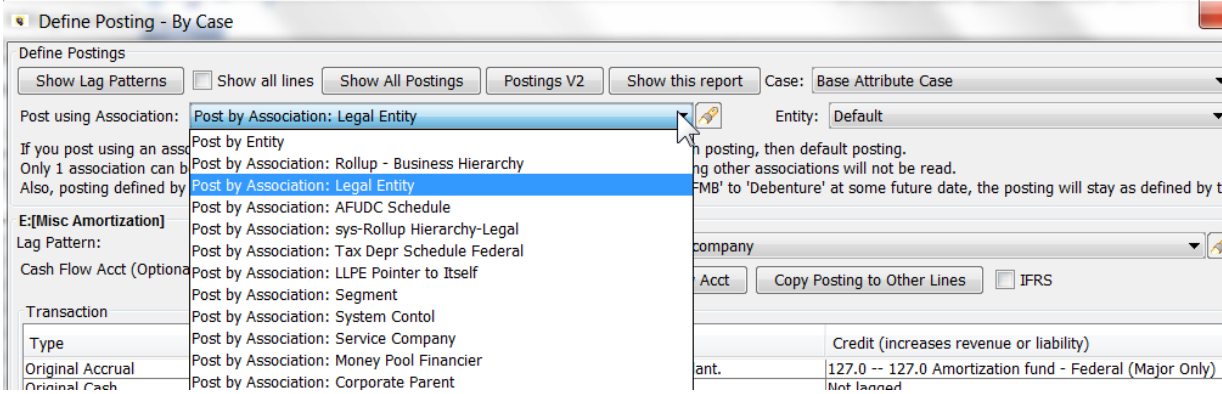 Define Posting - By Case
Define Postings
Show Lag Patterns Show all lines Show All Postings Postings V2 Show this report Case: Base Attribute Case
Post using Association: Post by Association: Legal Entity Entity: Default
Post by Entity
Post by Association: Rollup - Business Hierarchy
Post by Association: Legal Entity
Post by Association: AFUDC Schedule
Post by Association: sys-Rollup Hierarchy-Legal
Post by Association: Tax Depr Schedule Federal
Post by Association: LLPE Pointer to Itself
Post by Association: Segment
Post by Association: System Contol
Post by Association: Service Company
Post by Association: Money Pool Financier
Post by Association: Corporate Parent
If you post using an posting, then default posting.
Only 1 association can other associations will not be read.
Also, posting defined by FMB' to 'Debenture' at some future date, the posting will stay as defined by
E:[Misc Amortization]
Lag Pattern: company
Cash Flow Acct Acct Copy Posting to Other Lines IFRS
Transaction
Type Credit (increases revenue or liability)
Original Accrual 127.0 -- 127.0 Amortization fund - Federal (Major Only)
Original Cash Not lagged